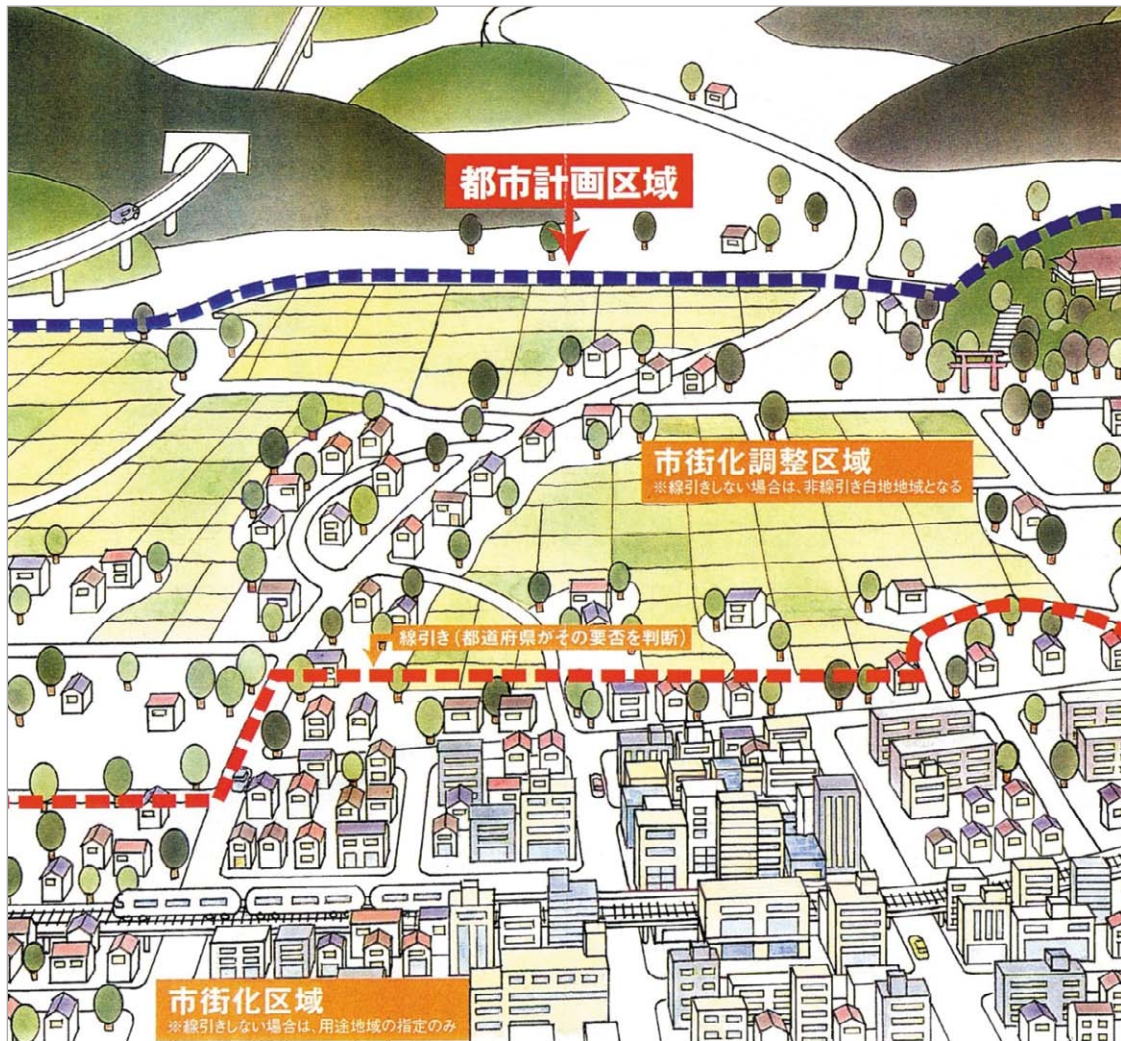 都市計画区域
市街化調整区域
※線引きしない場合は、非線引き白地地域となる
線引き(都道府県がその要否を判断)
市街化区域
※線引きしない場合は、用途地域の指定のみ